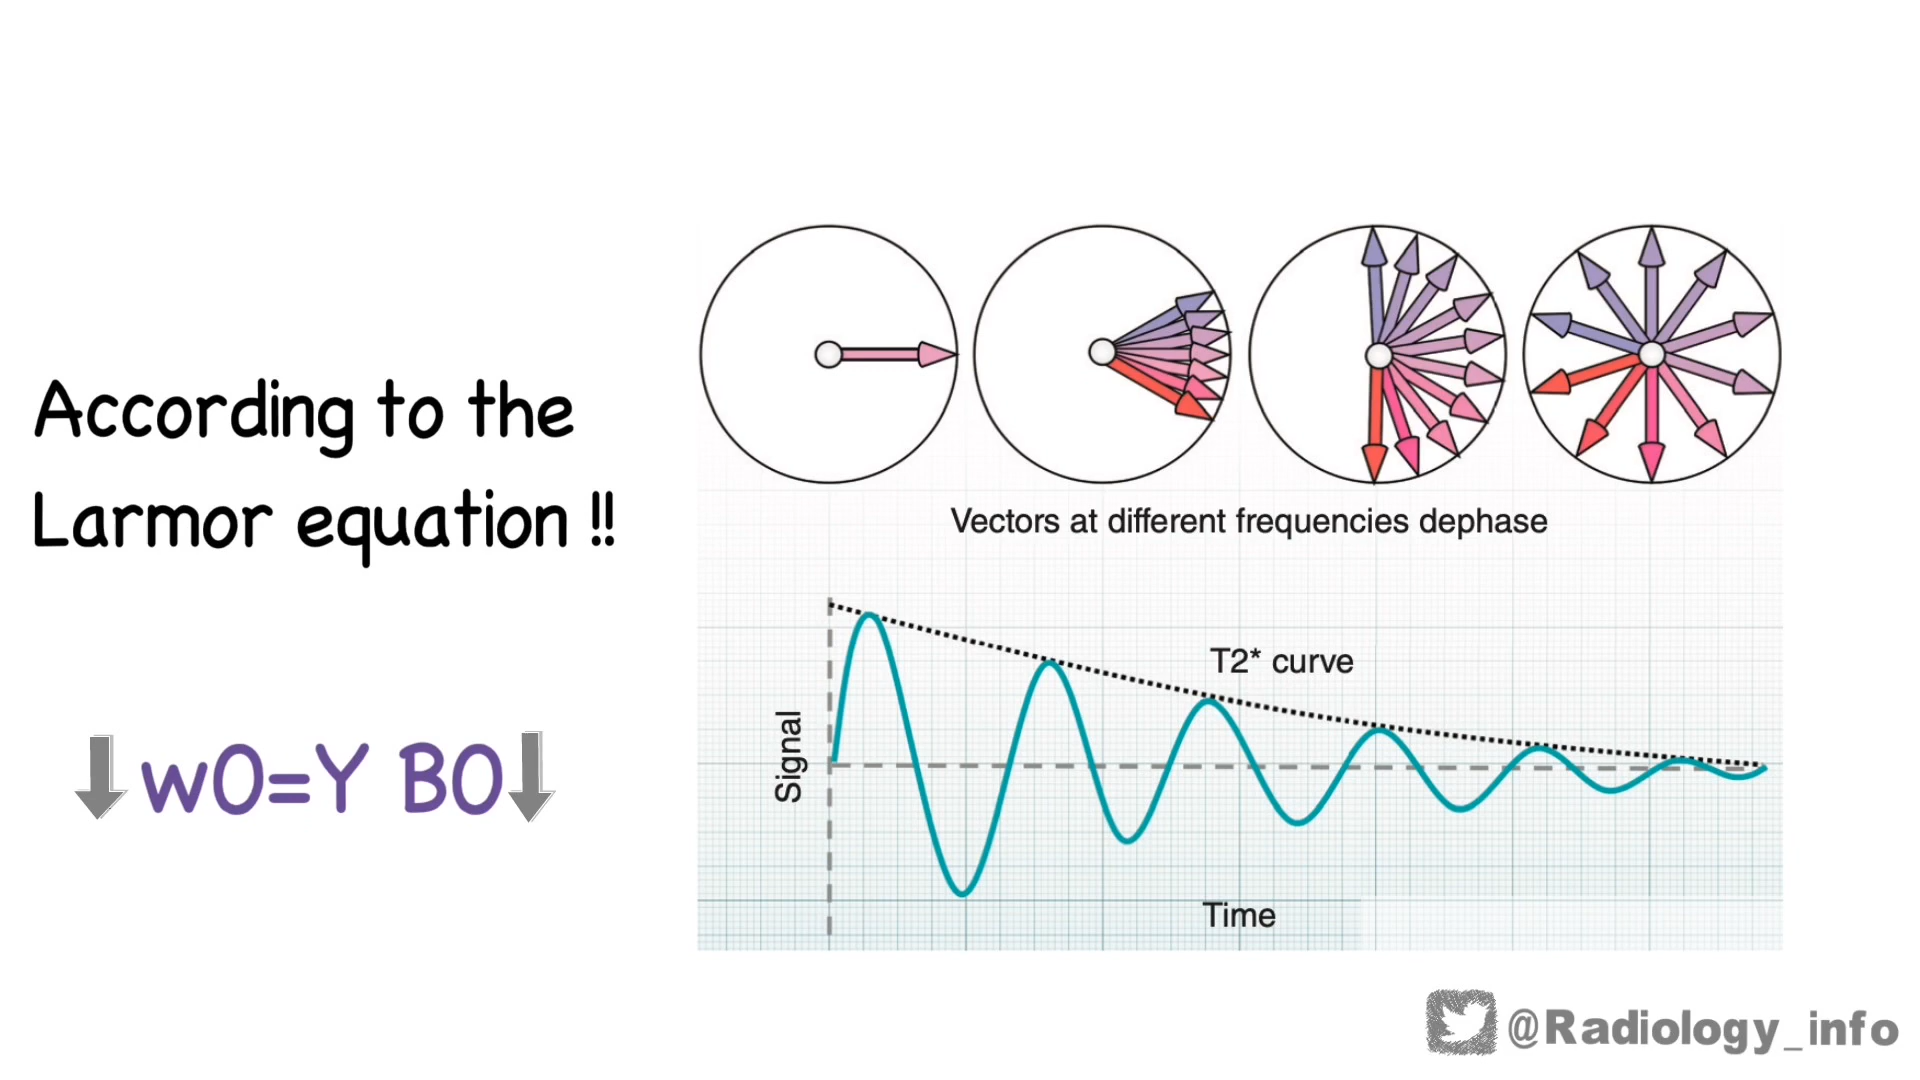 According to the
Larmor equation !!
w0=Y B0
Vectors at different frequencies dephase
T2* curve
Signal
Time
@Radiology_info